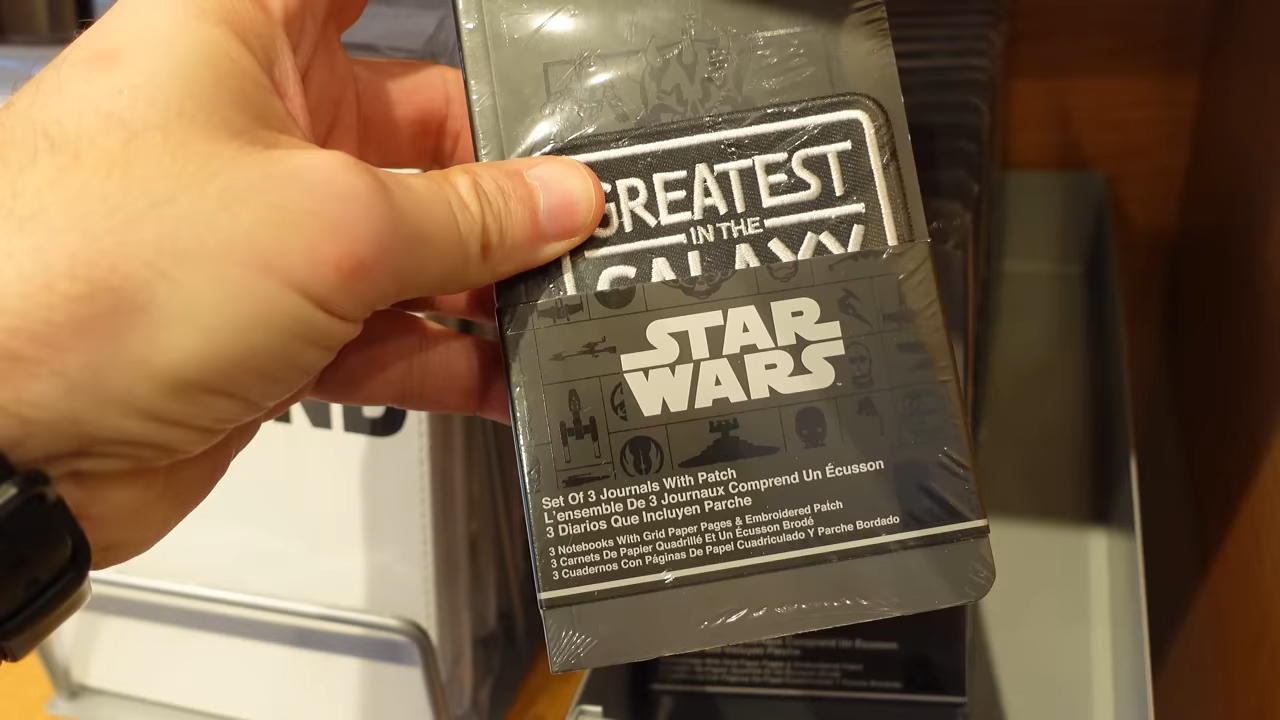 GREATEST
IN THE
GALAXY
STAR
WARS
Set Of 3 Journals With Patch
L'ensemble De 3 Journaux Comprend Un Écusson
3 Diarios Que Incluyen Parche
3 Notebooks With Grid Paper Pages & Embroidered Patch
3 Carnets De Papier Quadrillé Et Un Écusson Brodé
3 Cuadernos Con Páginas De Papel Cuadriculado Y Parche Bordado